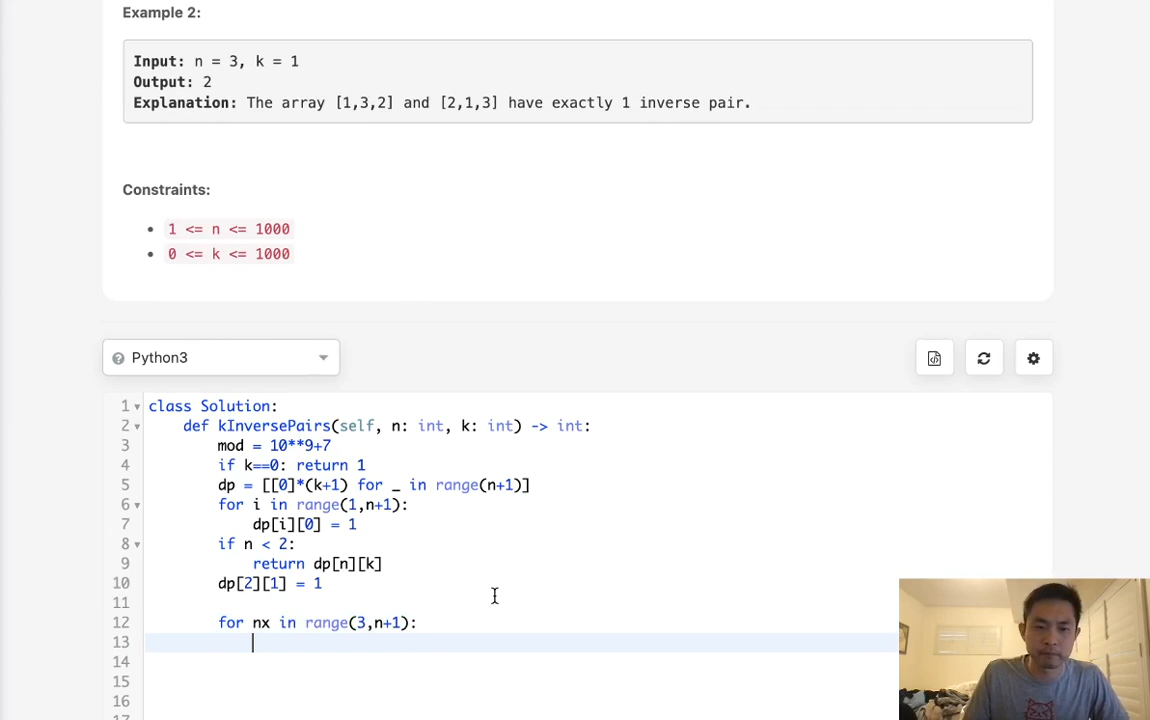 Example 2:
Input: n = 3, k = 1
Output: 2
Explanation: The array [1,3,2] and [2,1,3] have exactly 1 inverse pair.
Constraints:
1 <= n <= 1000
0 <= k <= 1000
Python3
1 class Solution:
2 def kInversePairs(self, n: int, k: int) -> int:
3 mod = 10**9+7
4 if k==0: return 1
5 dp = [[0]*(k+1) for _ in range(n+1)]
6 for i in range(1,n+1):
7 dp[i][0] = 1
8 if n < 2:
9 return dp[n][k]
10 dp[2][1] = 1
11
12 for nx in range(3,n+1):
13
14
15
16
17